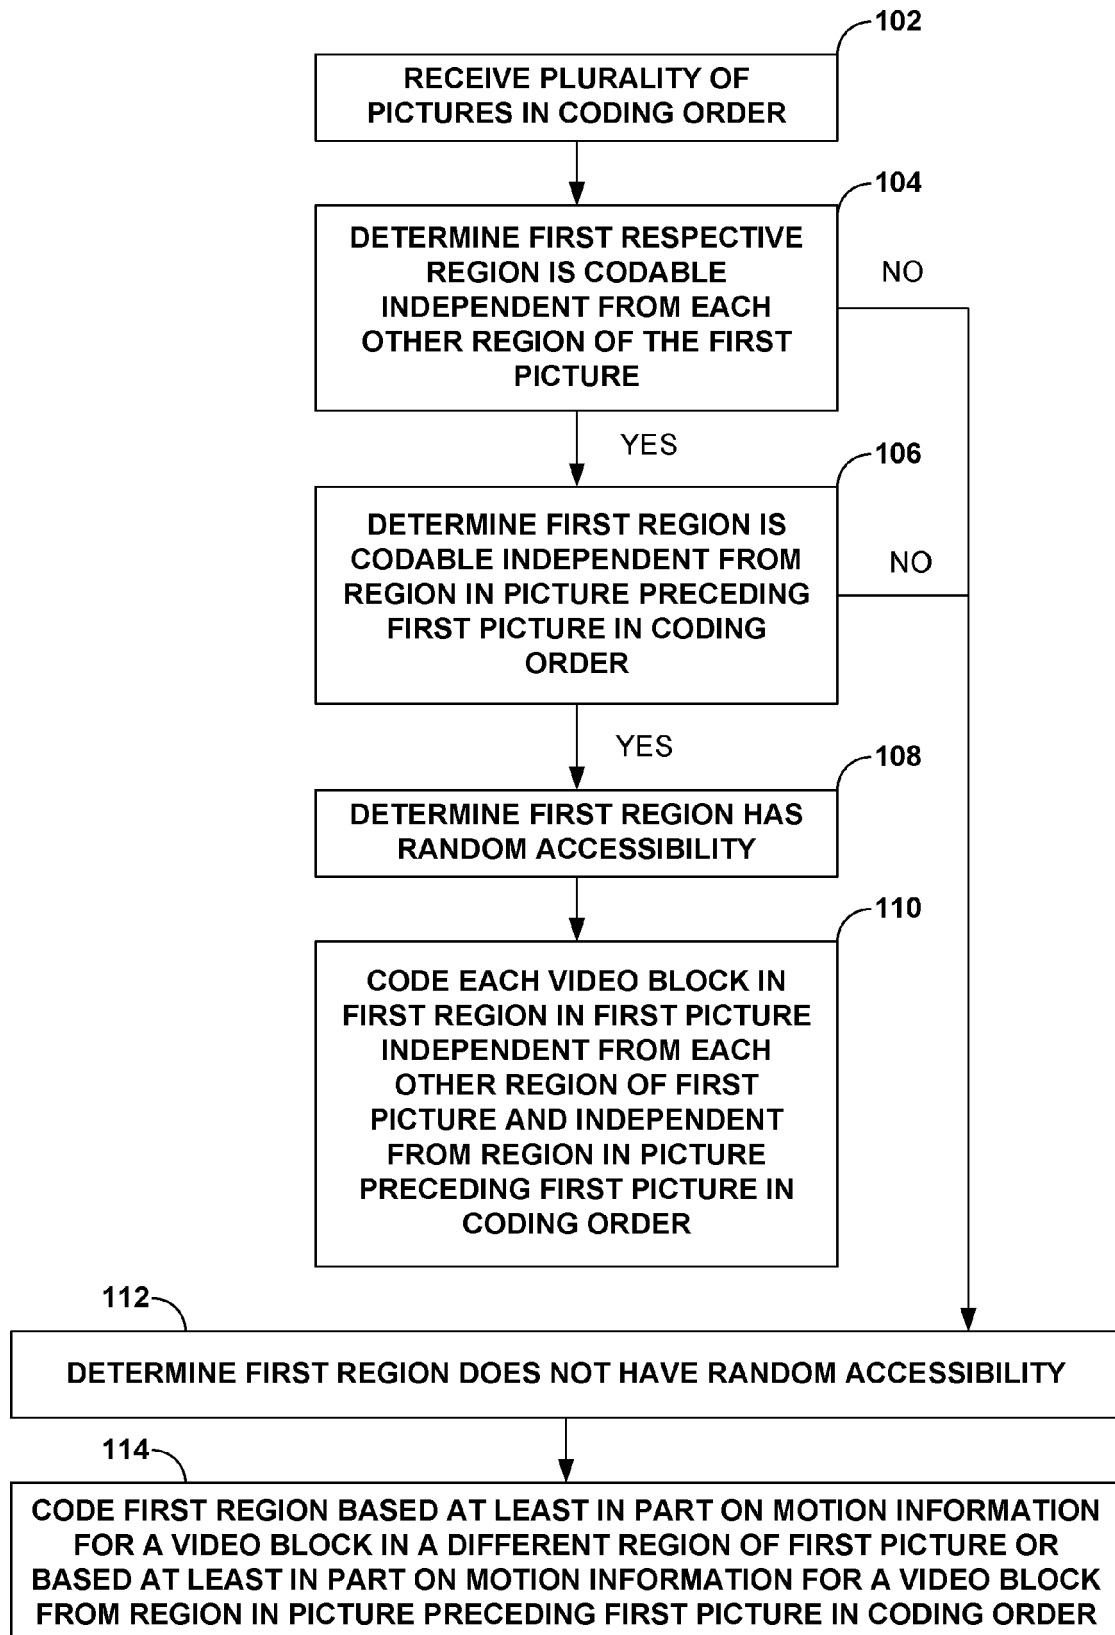 102
RECEIVE PLURALITY OF
PICTURES IN CODING ORDER
104
DETERMINE FIRST RESPECTIVE
REGION IS CODABLE
INDEPENDENT FROM EACH
OTHER REGION OF THE FIRST
PICTURE
NO
YES
106
DETERMINE FIRST REGION IS
CODABLE INDEPENDENT FROM
REGION IN PICTURE PRECEDING
FIRST PICTURE IN CODING
ORDER
NO
YES
108
DETERMINE FIRST REGION HAS
RANDOM ACCESSIBILITY
110
CODE EACH VIDEO BLOCK IN
FIRST REGION IN FIRST PICTURE
INDEPENDENT FROM EACH
OTHER REGION OF FIRST
PICTURE AND INDEPENDENT
FROM REGION IN PICTURE
PRECEDING FIRST PICTURE IN
CODING ORDER
112
DETERMINE FIRST REGION DOES NOT HAVE RANDOM ACCESSIBILITY
114
CODE FIRST REGION BASED AT LEAST IN PART ON MOTION INFORMATION
FOR A VIDEO BLOCK IN A DIFFERENT REGION OF FIRST PICTURE OR
BASED AT LEAST IN PART ON MOTION INFORMATION FOR A VIDEO BLOCK
FROM REGION IN PICTURE PRECEDING FIRST PICTURE IN CODING ORDER